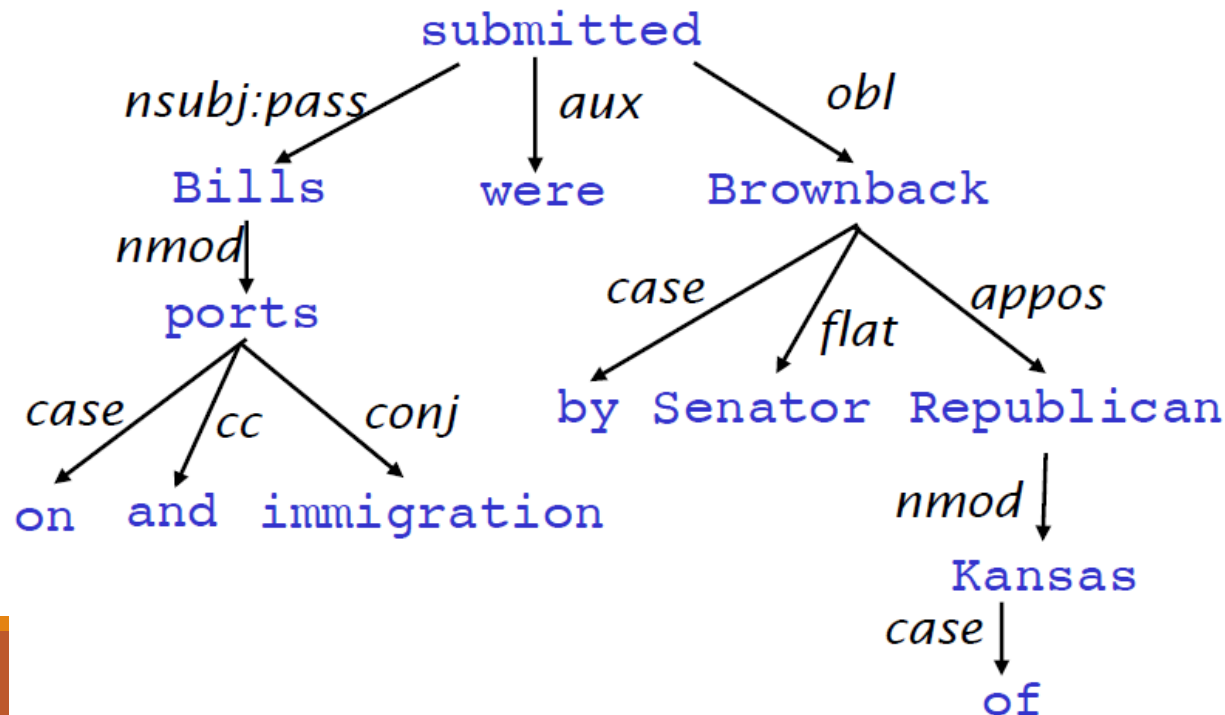 submitted
nsubj:pass aux obl
Bills were Brownback
nmod
ports
case flat appos
case cc conj
by Senator Republican
on and immigration
nmod
Kansas
case
of